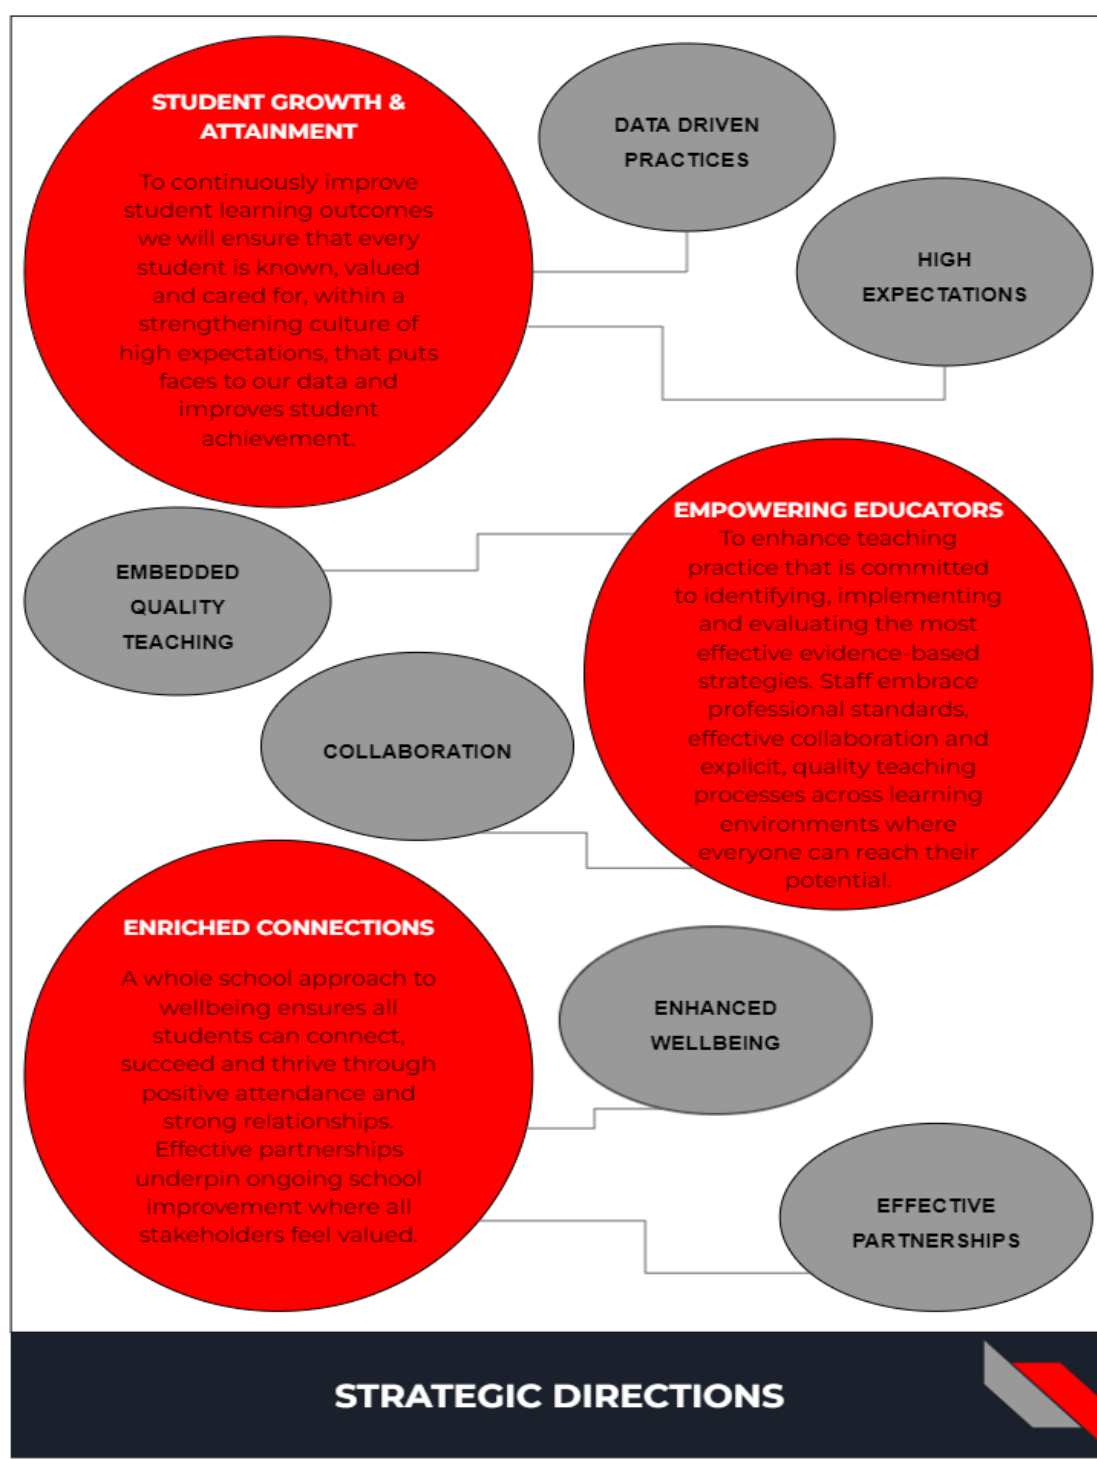 STUDENT GROWTH &
ATTAINMENT
To continuously improve
student learning outcomes
we will ensure that every
student is known, valued
and cared for, within a
strengthening culture of
high expectations, that puts
faces to our data and
improves student
achievement.
DATA DRIVEN
PRACTICES
HIGH
EXPECTATIONS
EMPOWERING EDUCATORS
To enhance teaching
practice that is committed
to identifying, implementing
and evaluating the most
effective evidence-based
strategies. Staff embrace
professional standards,
effective collaboration and
explicit, quality teaching
processes across learning
environments where
everyone can reach their
potential.
EMBEDDED
QUALITY
TEACHING
COLLABORATION
ENRICHED CONNECTIONS
A whole school approach to
wellbeing ensures all
students can connect,
succeed and thrive through
positive attendance and
strong relationships.
Effective partnerships
underpin ongoing school
improvement where all
stakeholders feel valued.
ENHANCED
WELLBEING
EFFECTIVE
PARTNERSHIPS
STRATEGIC DIRECTIONS